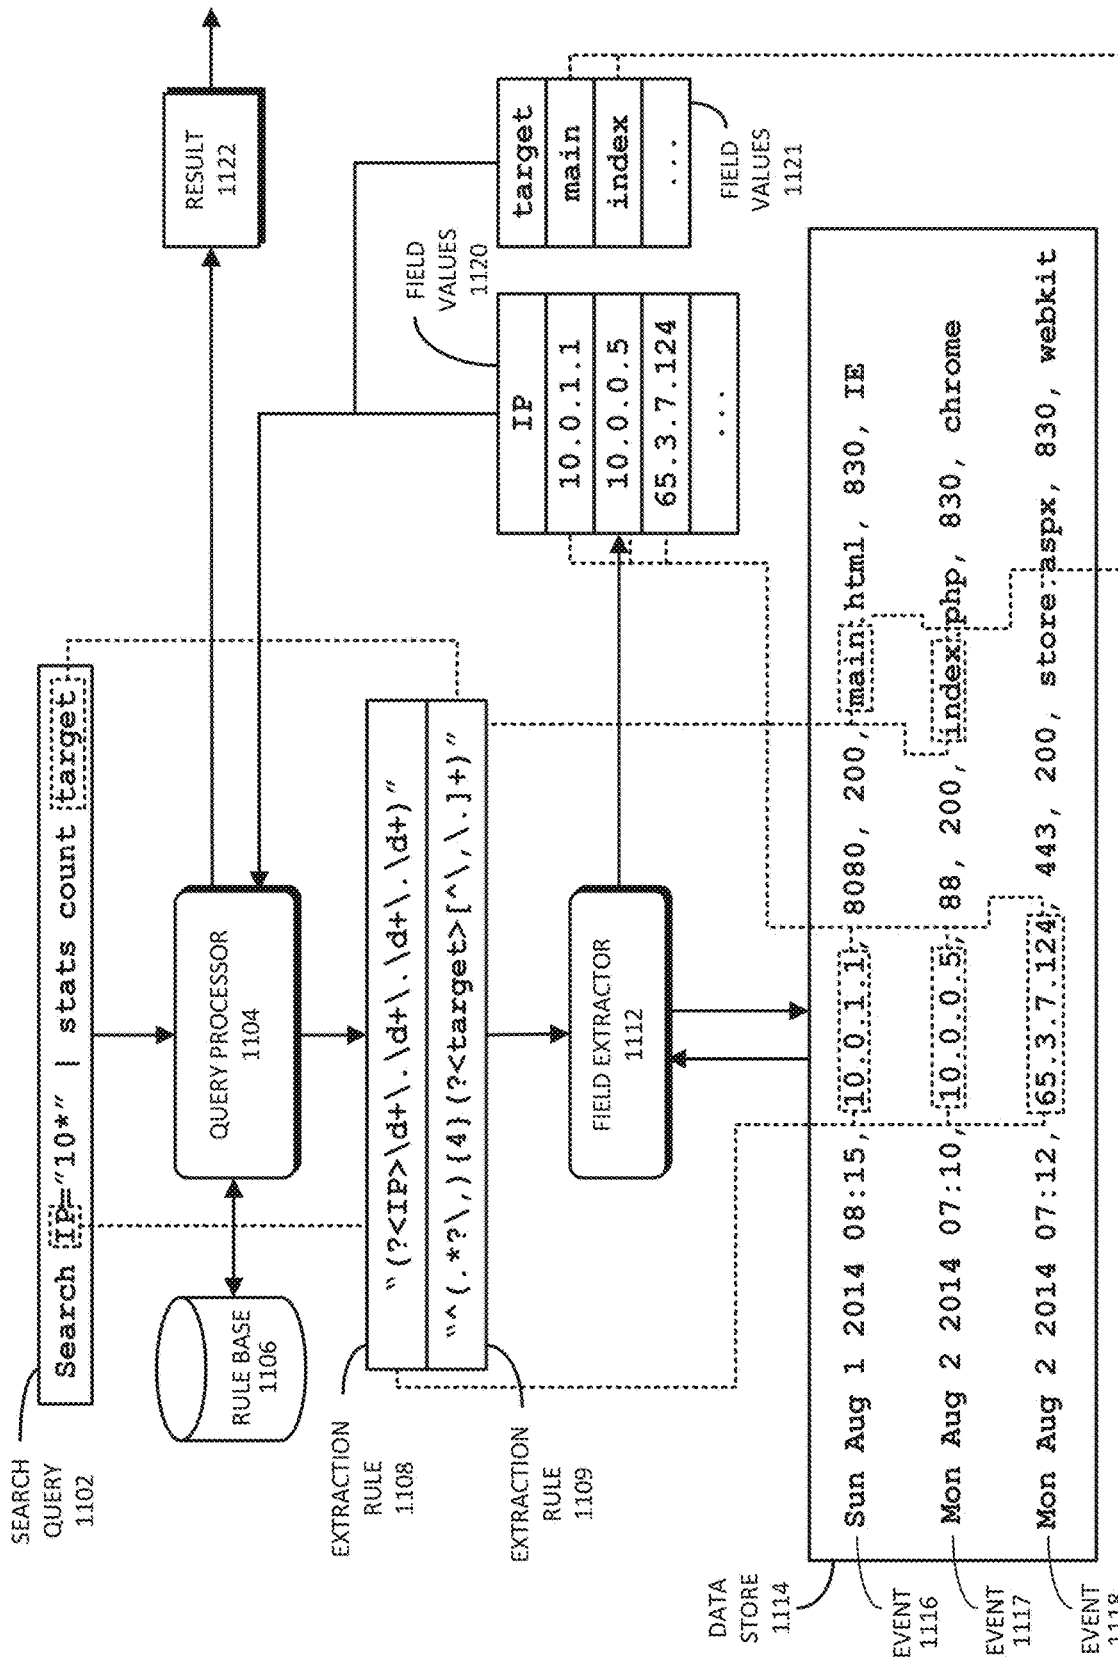 SEARCH
QUERY
1102
Search IP="10*" | stats count target
RULE BASE
1106
QUERY PROCESSOR
1104
RESULT
1122
EXTRACTION
RULE
1108
"(?<IP>\d+\.\d+\.\d+\.\d+)"
EXTRACTION
RULE
1109
"^(.*?\,){4}(?<target>[^\,\.]+)"
FIELD EXTRACTOR
1112
FIELD
VALUES
1120
IP
10.0.1.1
10.0.0.5
65.3.7.124
...
target
main
index
...
FIELD
VALUES
1121
DATA
STORE
1114
EVENT
1116
Sun Aug 1 2014 08:15, 10.0.1.1, 8080, 200, main.html, 830, IE
EVENT
1117
Mon Aug 2 2014 07:10, 10.0.0.5, 88, 200, index.php, 830, chrome
EVENT
1118
Mon Aug 2 2014 07:12, 65.3.7.124, 443, 200, store.aspx, 830, webkit